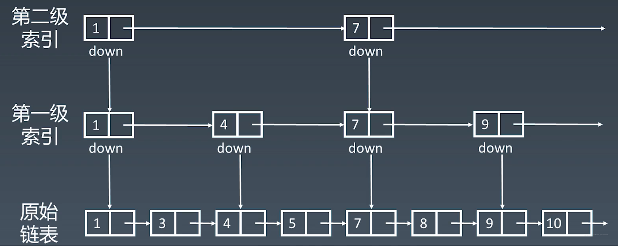 第二级
索引
1 7
down down
第一级
索引
1 4 7 9
down down down down
原始
链表
1 3 4 5 7 8 9 10